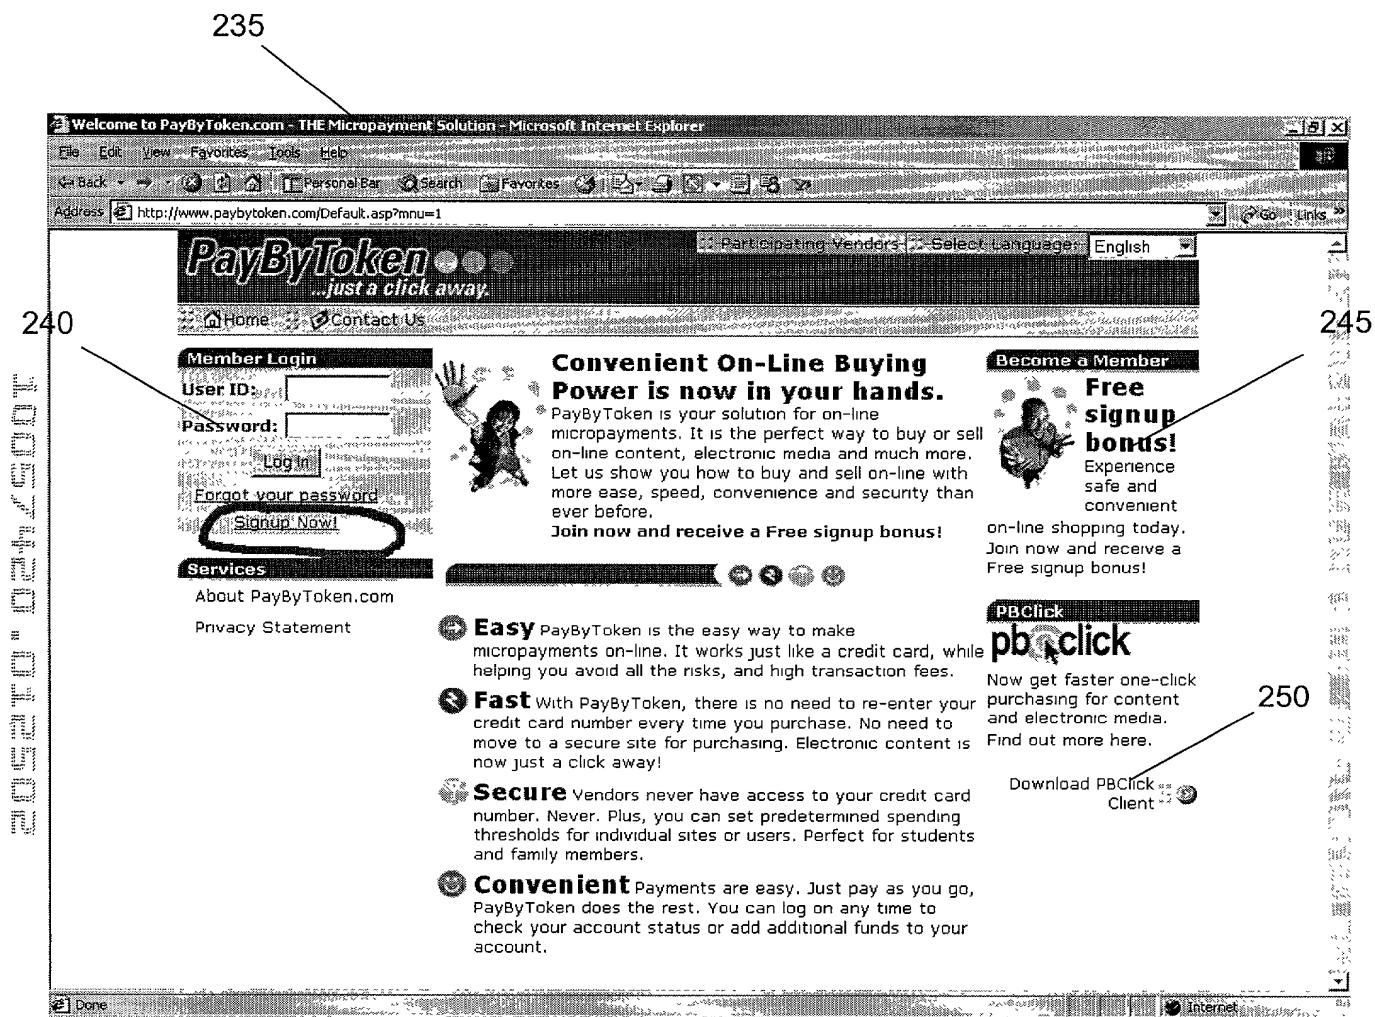 235
Welcome to PayByToken.com - THE Micropayment Solution - Microsoft Internet Explorer
File Edit View Favorites Tools Help
Back Personal Bar Search Favorites
Address http://www.paybytoken.com/Default.asp?mnu=1 Go Links »
PayByToken
...just a click away.
Participating Vendors Select Language: English
Home Contact Us
240
245
Member Login
User ID:
Password:
Log In
Forgot your password
Signup Now!
Services
About PayByToken.com
Privacy Statement
Convenient On-Line Buying
Power is now in your hands.
PayByToken is your solution for on-line
micropayments. It is the perfect way to buy or sell
on-line content, electronic media and much more.
Let us show you how to buy and sell on-line with
more ease, speed, convenience and security than
ever before.
Join now and receive a Free signup bonus!
Easy PayByToken is the easy way to make
micropayments on-line. It works just like a credit card, while
helping you avoid all the risks, and high transaction fees.
Fast With PayByToken, there is no need to re-enter your
credit card number every time you purchase. No need to
move to a secure site for purchasing. Electronic content is
now just a click away!
Secure Vendors never have access to your credit card
number. Never. Plus, you can set predetermined spending
thresholds for individual sites or users. Perfect for students
and family members.
Convenient Payments are easy. Just pay as you go,
PayByToken does the rest. You can log on any time to
check your account status or add additional funds to your
account.
Become a Member
Free
signup
bonus!
Experience
safe and
convenient
on-line shopping today.
Join now and receive a
Free signup bonus!
PBClick
pb click
Now get faster one-click
purchasing for content
and electronic media.
Find out more here.
250
Download PBClick
Client
Done Internet